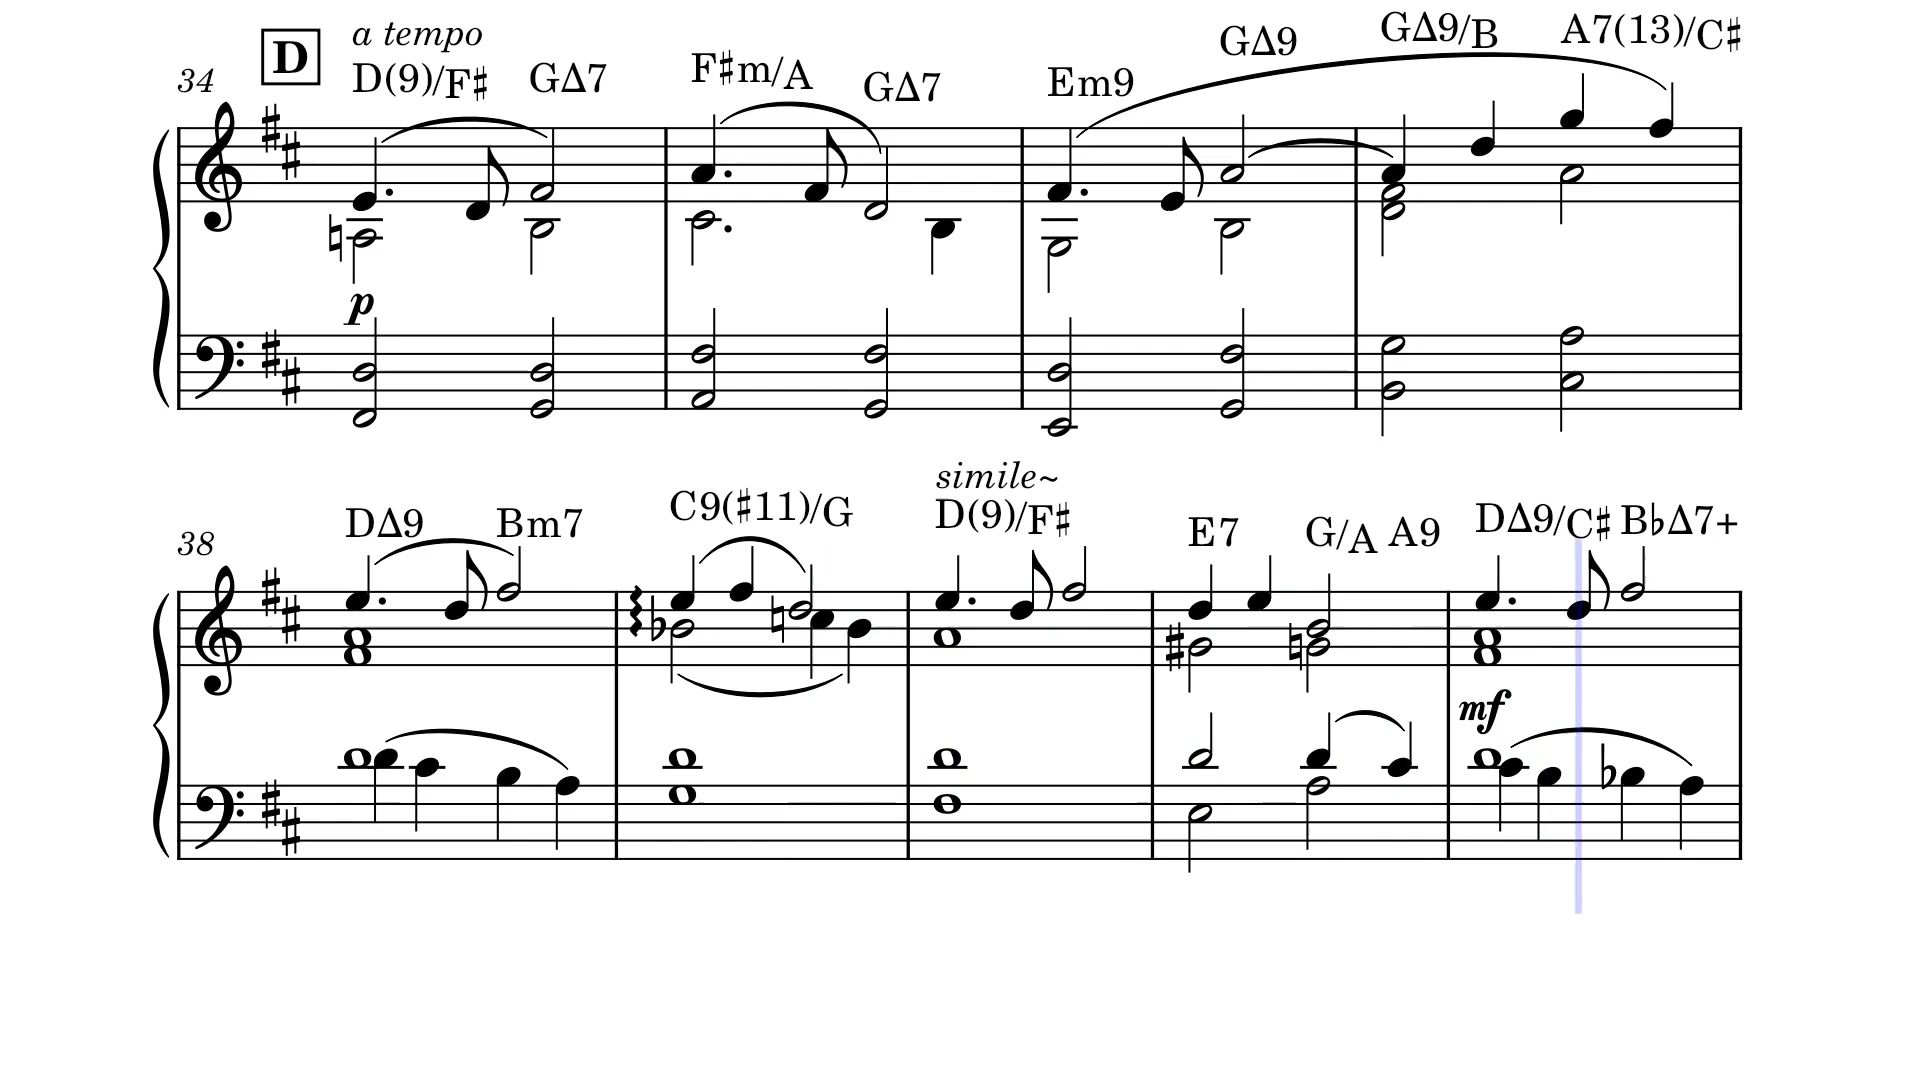 34 D a tempo
D(9)/F♯ GΔ7 F♯m/A GΔ7 Em9 GΔ9 GΔ9/B A7(13)/C♯
p
simile~
38 DΔ9 Bm7 C9(♯11)/G D(9)/F♯ E7 G/A A9 DΔ9/C♯ B♭Δ7+
mf